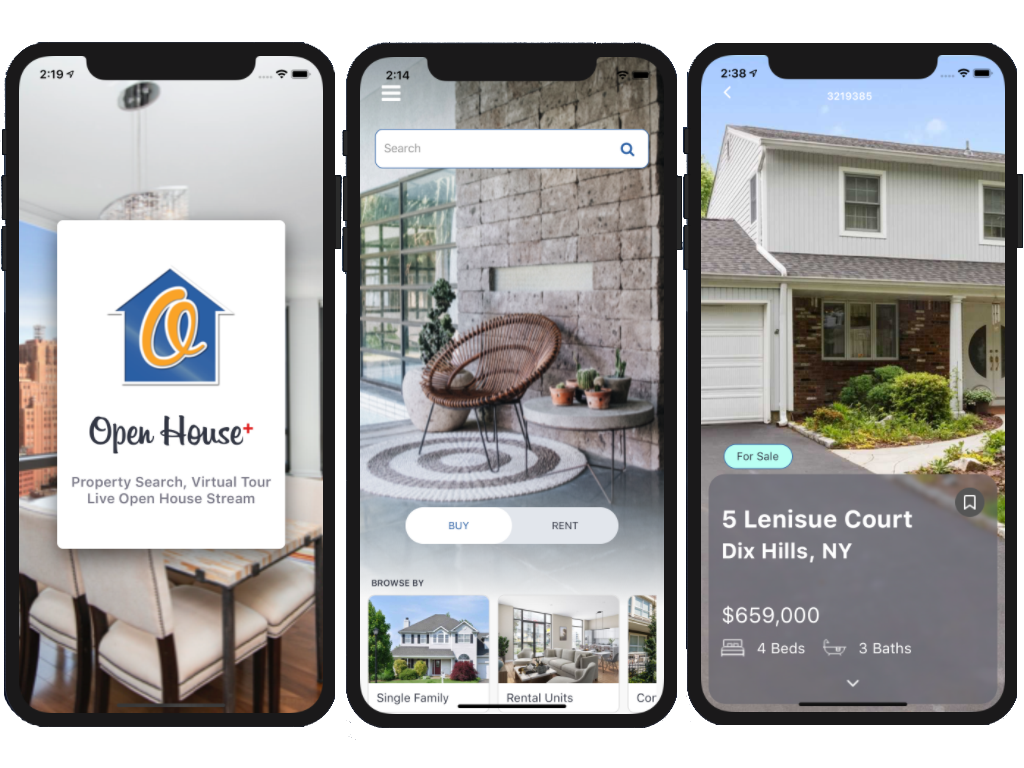 2:19
Open House+
Property Search, Virtual Tour
Live Open House Stream
2:14
Search
BUY
RENT
BROWSE BY
Single Family
Rental Units
Cor
2:38
3219385
For Sale
5 Lenisue Court
Dix Hills, NY
$659,000
4 Beds
3 Baths